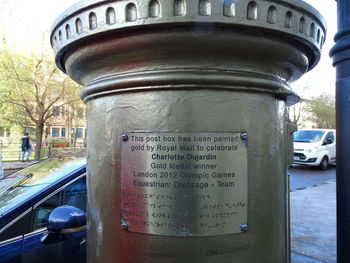 This post box has been painted
gold by Royal Mail to celebrate
Charlotte Dujardin
Gold Medal winner
London 2012 Olympic Games
Equestrian: Dressage - Team